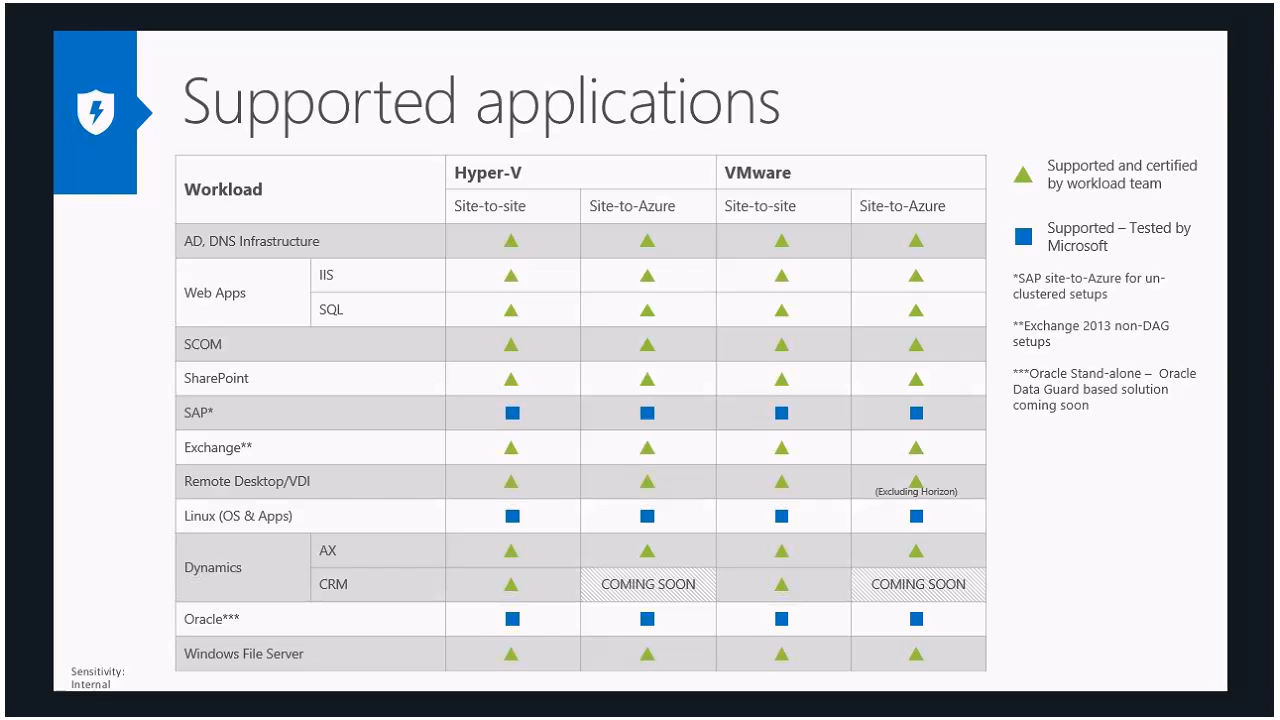 Supported applications
Workload
Hyper-V
VMware
Site-to-site
Site-to-Azure
Site-to-site
Site-to-Azure
AD, DNS Infrastructure
Web Apps
IIS
SQL
SCOM
SharePoint
SAP*
Exchange**
Remote Desktop/VDI
(Excluding Horizon)
Linux (OS & Apps)
Dynamics
AX
CRM
COMING SOON
COMING SOON
Oracle***
Windows File Server
Supported and certified
by workload team
Supported – Tested by
Microsoft
*SAP site-to-Azure for un-
clustered setups
**Exchange 2013 non-DAG
setups
***Oracle Stand-alone – Oracle
Data Guard based solution
coming soon
Sensitivity:
Internal